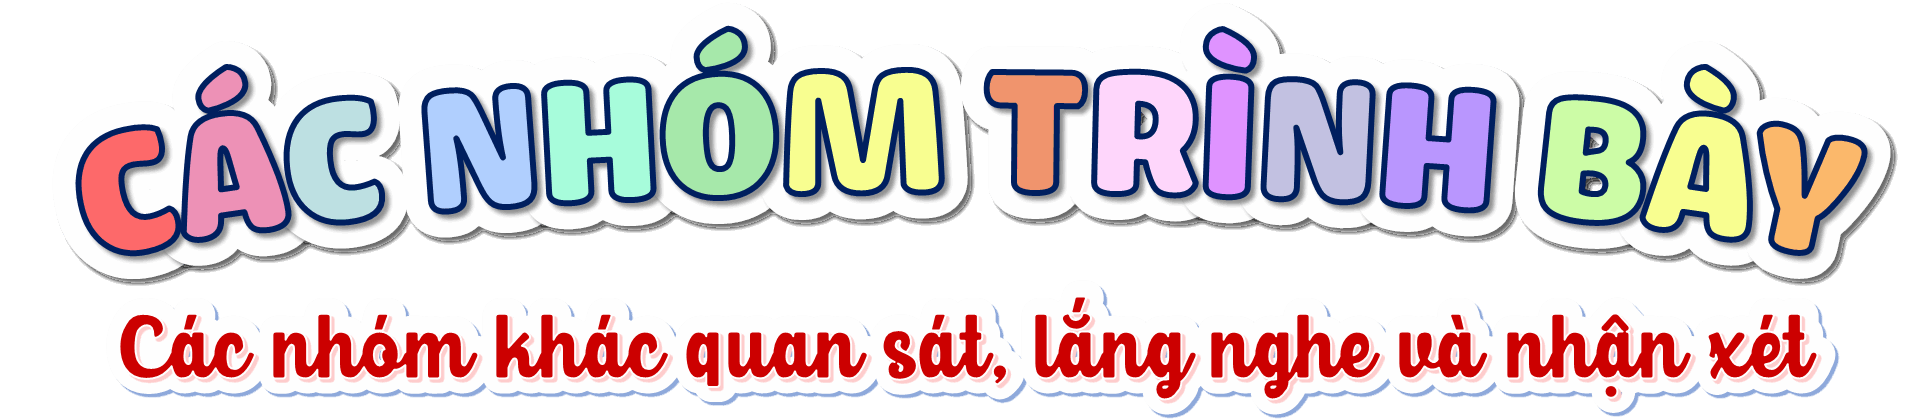 CÁC NHÓM TRÌNH BÀY
Các nhóm khác quan sát, lắng nghe và nhận xét